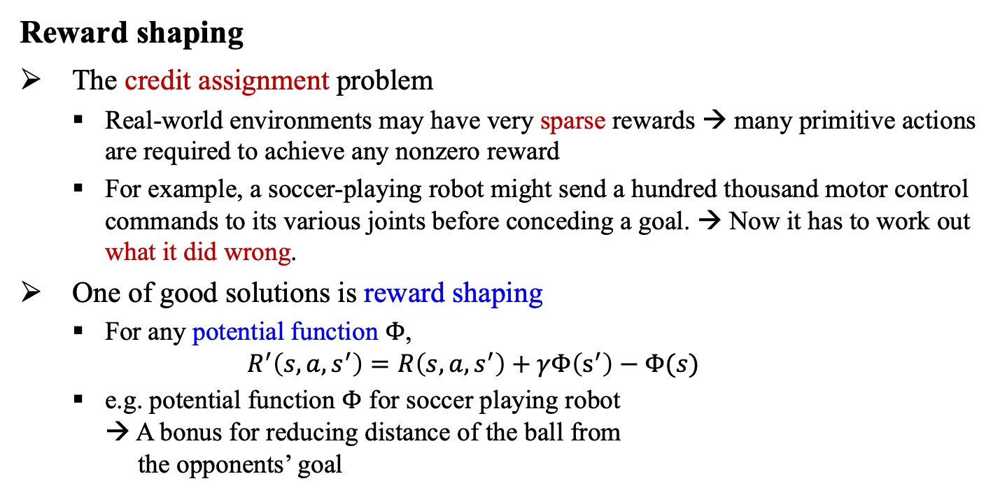 Reward shaping
➢ The credit assignment problem
▪ Real-world environments may have very sparse rewards → many primitive actions
are required to achieve any nonzero reward
▪ For example, a soccer-playing robot might send a hundred thousand motor control
commands to its various joints before conceding a goal. → Now it has to work out
what it did wrong.
➢ One of good solutions is reward shaping
▪ For any potential function Φ,
R′(s, a, s′) = R(s, a, s′) + γΦ(s′) − Φ(s)
▪ e.g. potential function Φ for soccer playing robot
→ A bonus for reducing distance of the ball from
the opponents’ goal